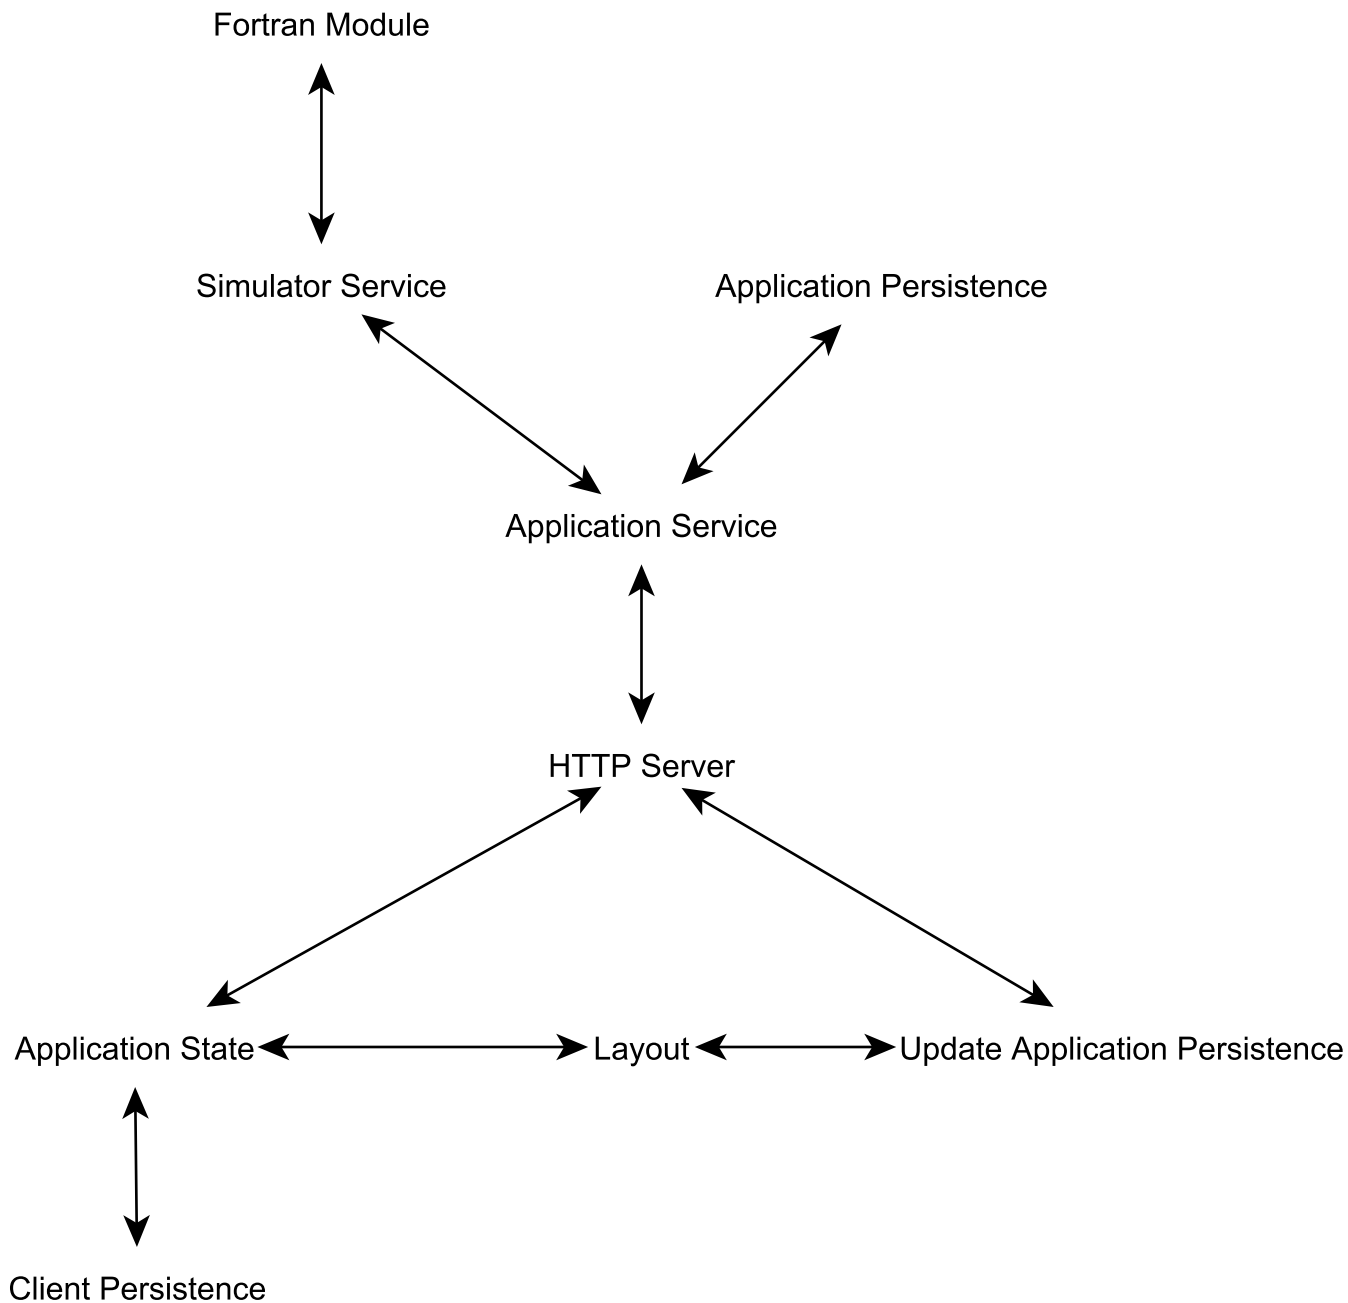 Fortran Module
Simulator Service
Application Persistence
Application Service
HTTP Server
Application State
Layout
Update Application Persistence
Client Persistence